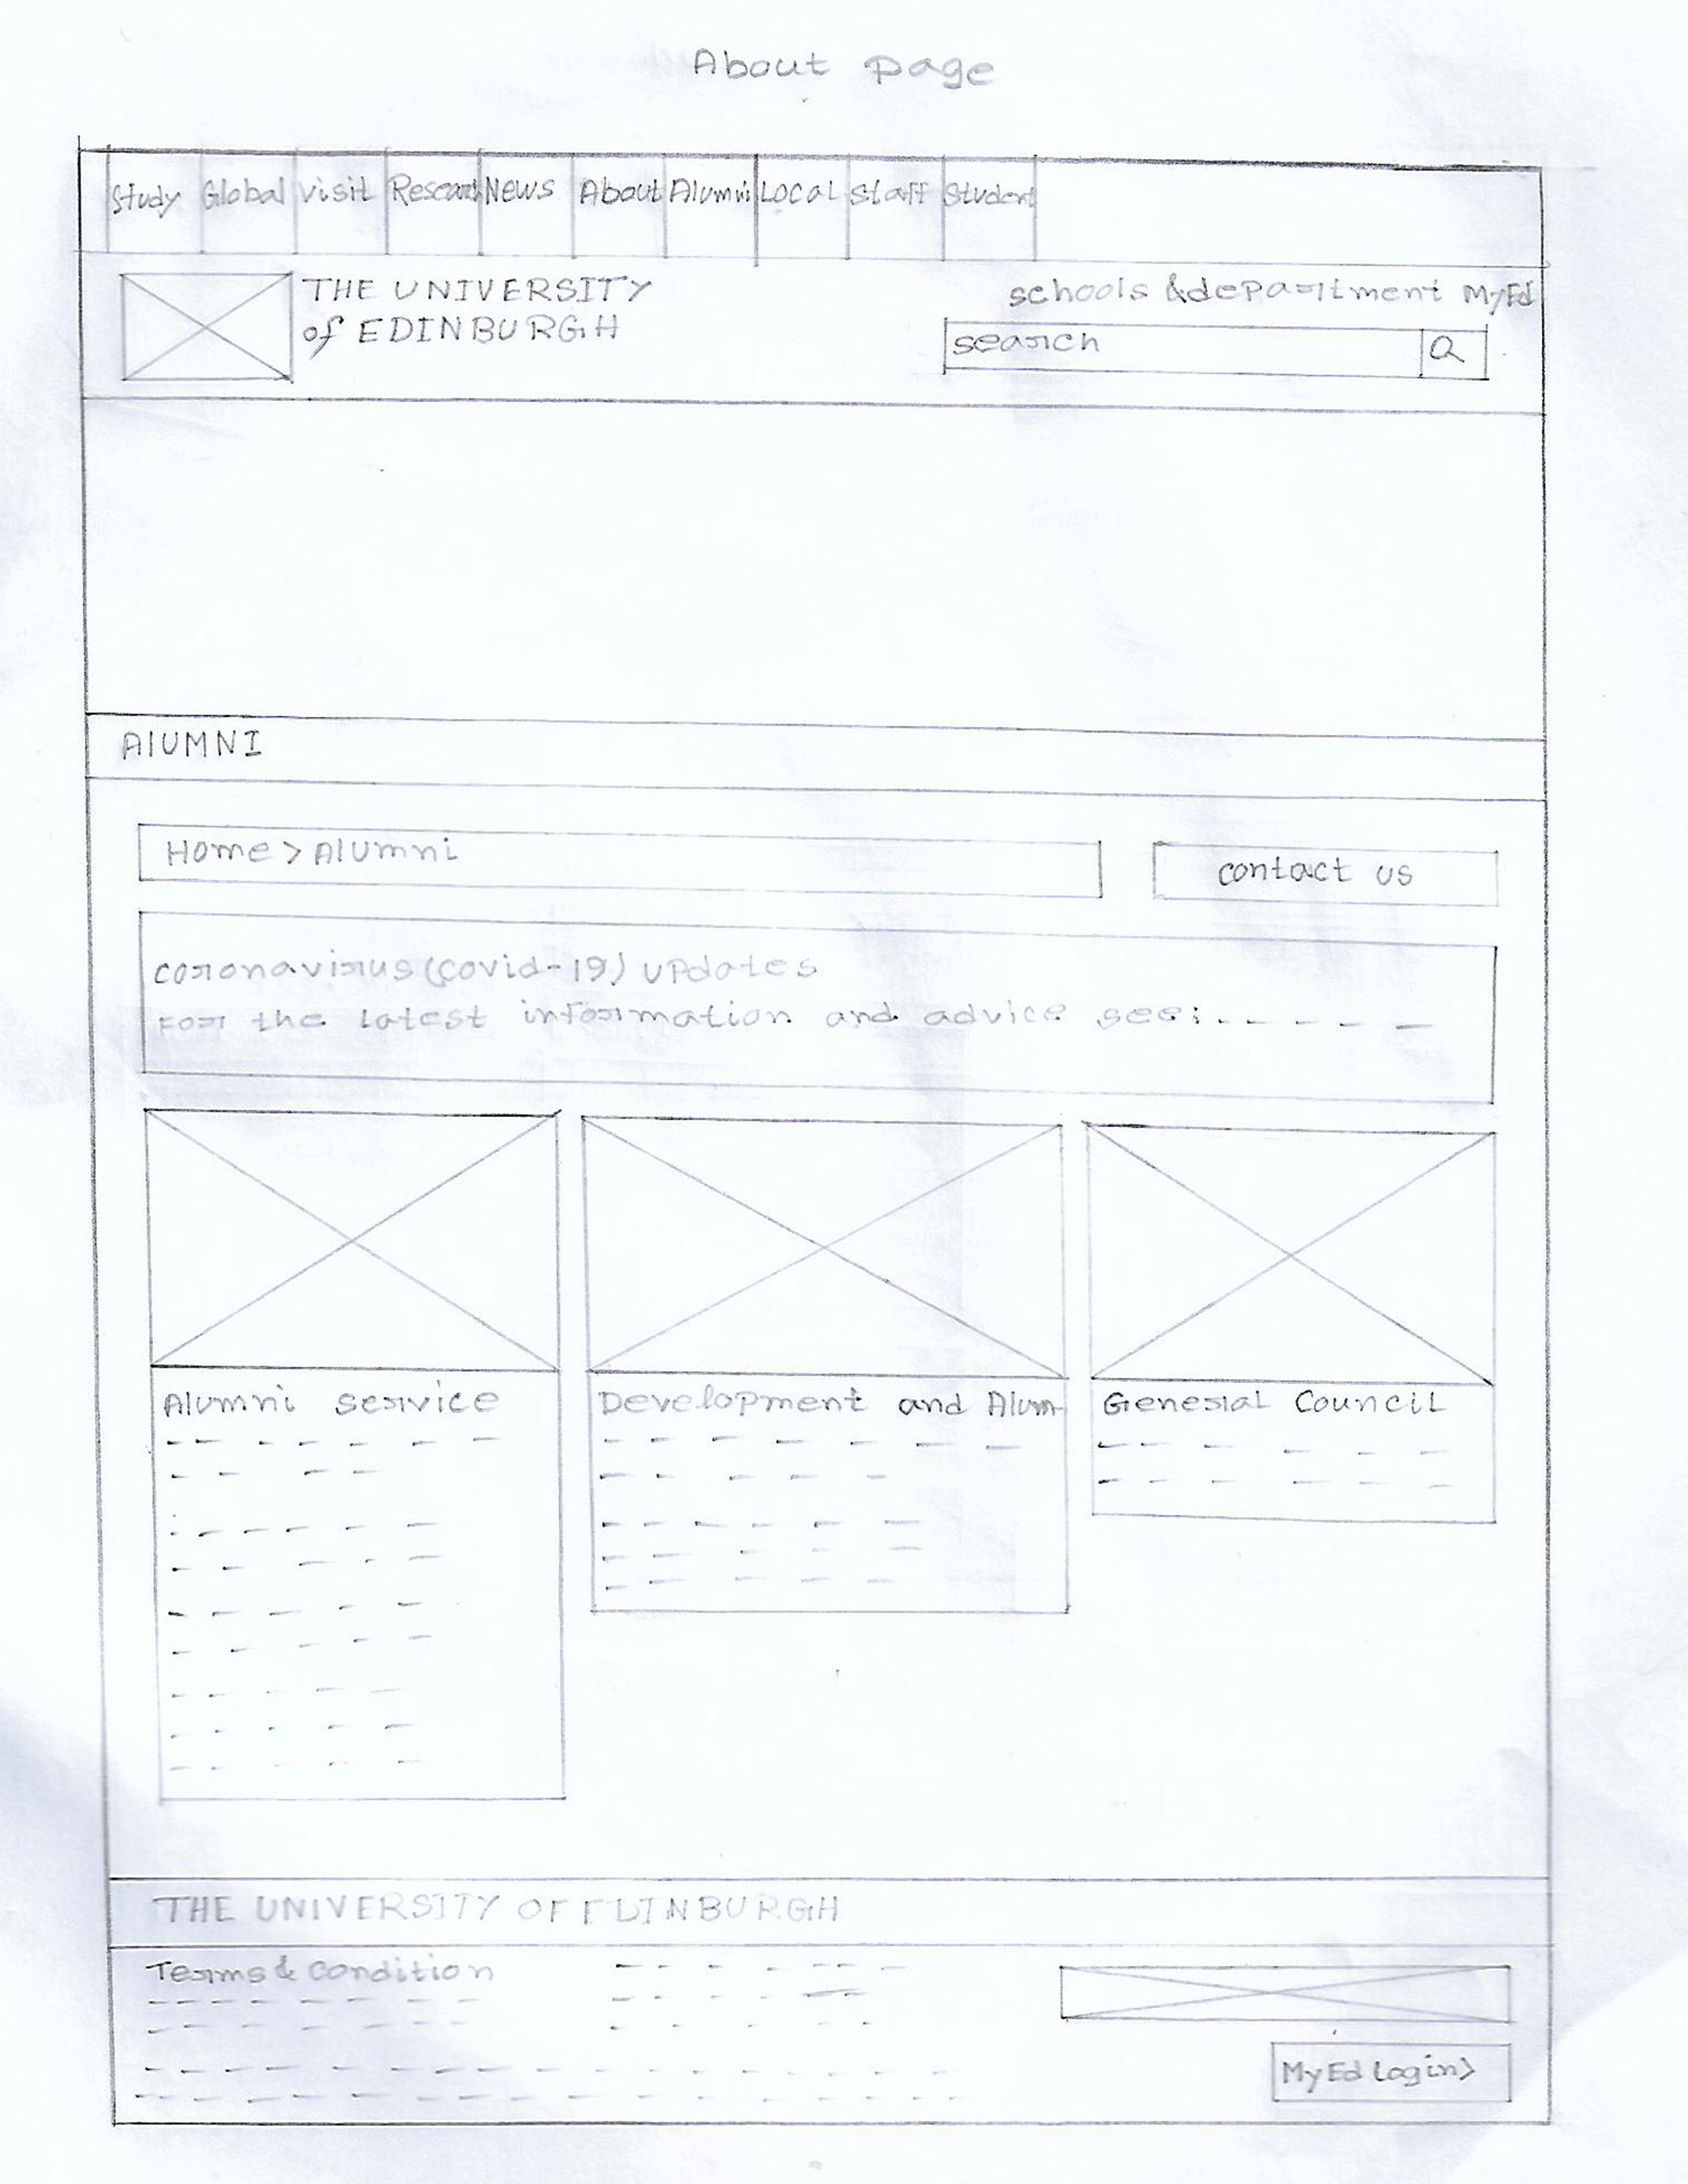 About page
Study Global visit Research News About Alumni Local staff Student
THE UNIVERSITY
of EDINBURGH
schools & department MyEd
search
AlUMNI
Home > Alumni
contact us
coronavirus (covid-19) updates
For the latest information and advice see: - - - - -
Alumni service
Development and Alum
General Council
THE UNIVERSITY OF EDINBURGH
Terms & Condition
MyEd Login >